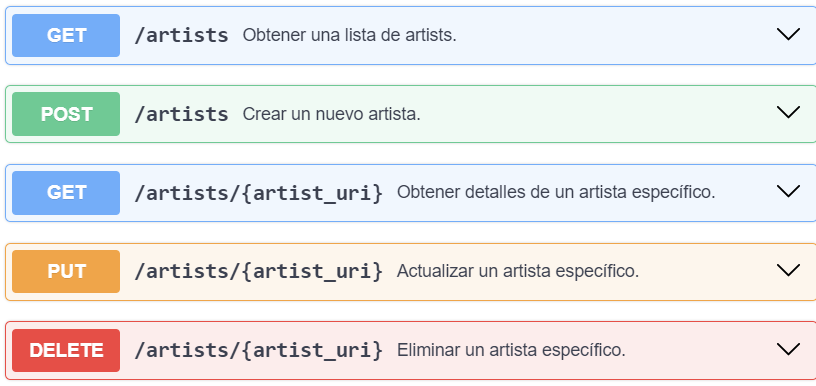 GET /artists Obtener una lista de artists.
POST /artists Crear un nuevo artista.
GET /artists/{artist_uri} Obtener detalles de un artista específico.
PUT /artists/{artist_uri} Actualizar un artista específico.
DELETE /artists/{artist_uri} Eliminar un artista específico.